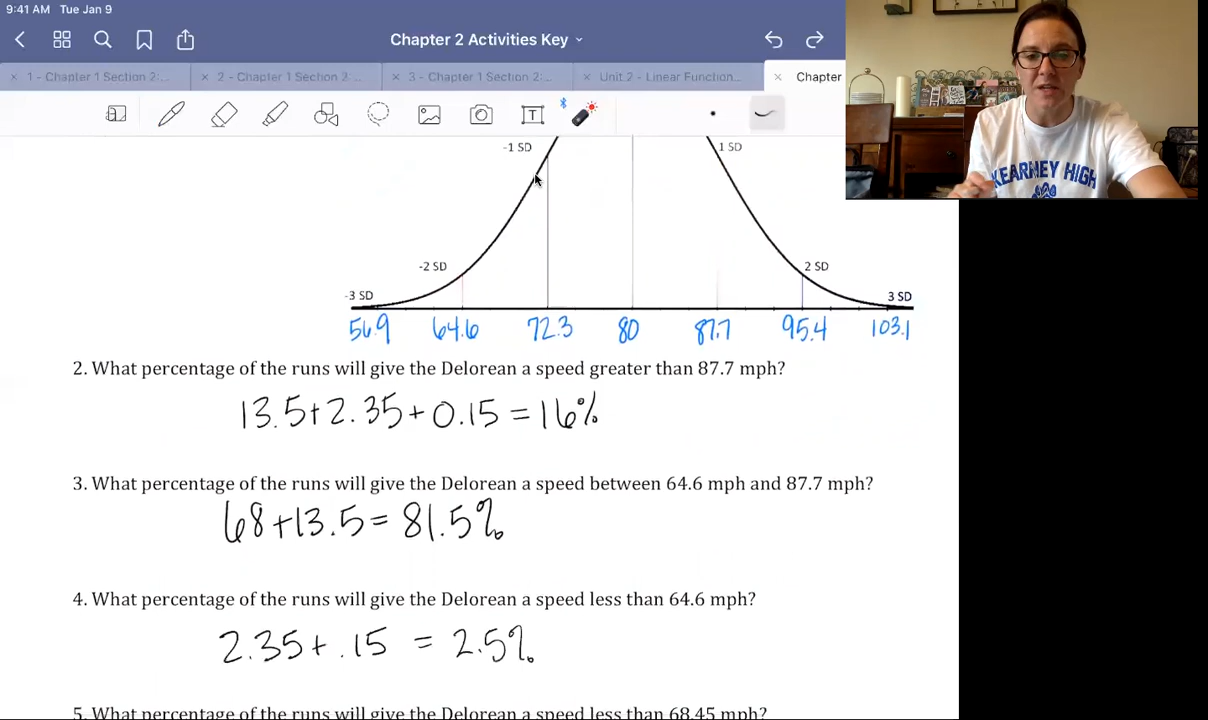 9:41 AM Tue Jan 9
Chapter 2 Activities Key
1 - Chapter 1 Section 2:...
2 - Chapter 1 Section 2...
3 - Chapter 1 Section 2:...
Unit 2 - Linear Function...
Chapter
T
KEARNEY HIGH
-1 SD
1 SD
-2 SD
2 SD
-3 SD
3 SD
56.9 64.6 72.3 80 87.7 95.4 103.1
2. What percentage of the runs will give the Delorean a speed greater than 87.7 mph?
13.5+2.35+0.15=16%
3. What percentage of the runs will give the Delorean a speed between 64.6 mph and 87.7 mph?
68+13.5=81.5%
4. What percentage of the runs will give the Delorean a speed less than 64.6 mph?
2.35+.15 = 2.5%
5. What percentage of the runs will give the Delorean a speed less than 68.45 mph?